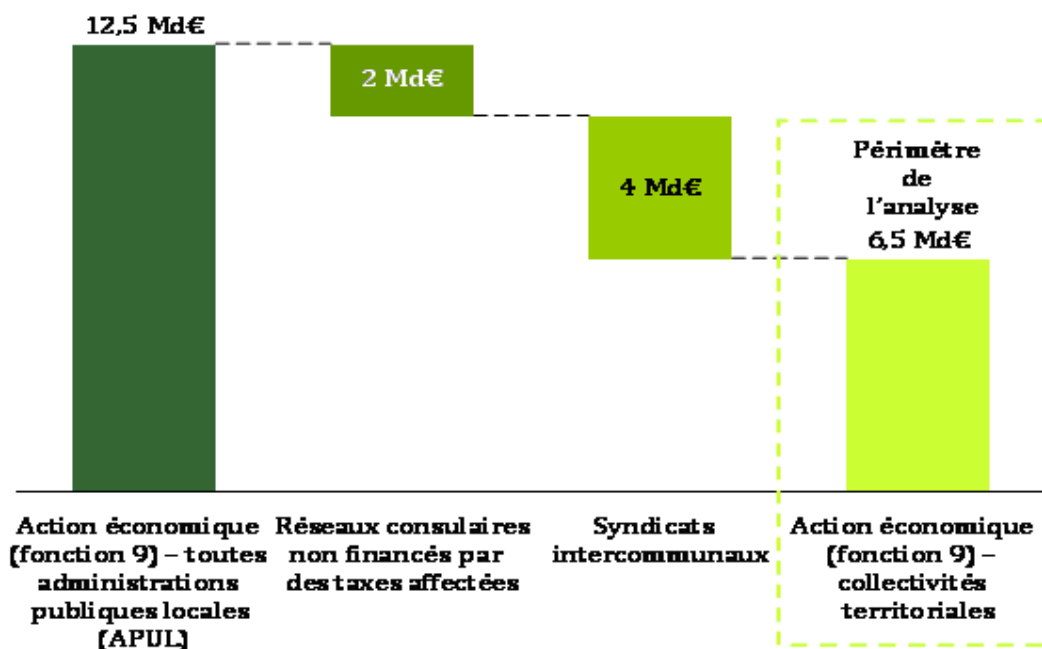 12,5 Md€
2 Md€
4 Md€
Périmètre
de
l'analyse
6,5 Md€
Action économique
(fonction 9) – toutes
administrations
publiques locales
(APUL)
Réseaux consulaires
non financés par
des taxes affectées
Syndicats
intercommunaux
Action économique
(fonction 9) –
collectivités
territoriales